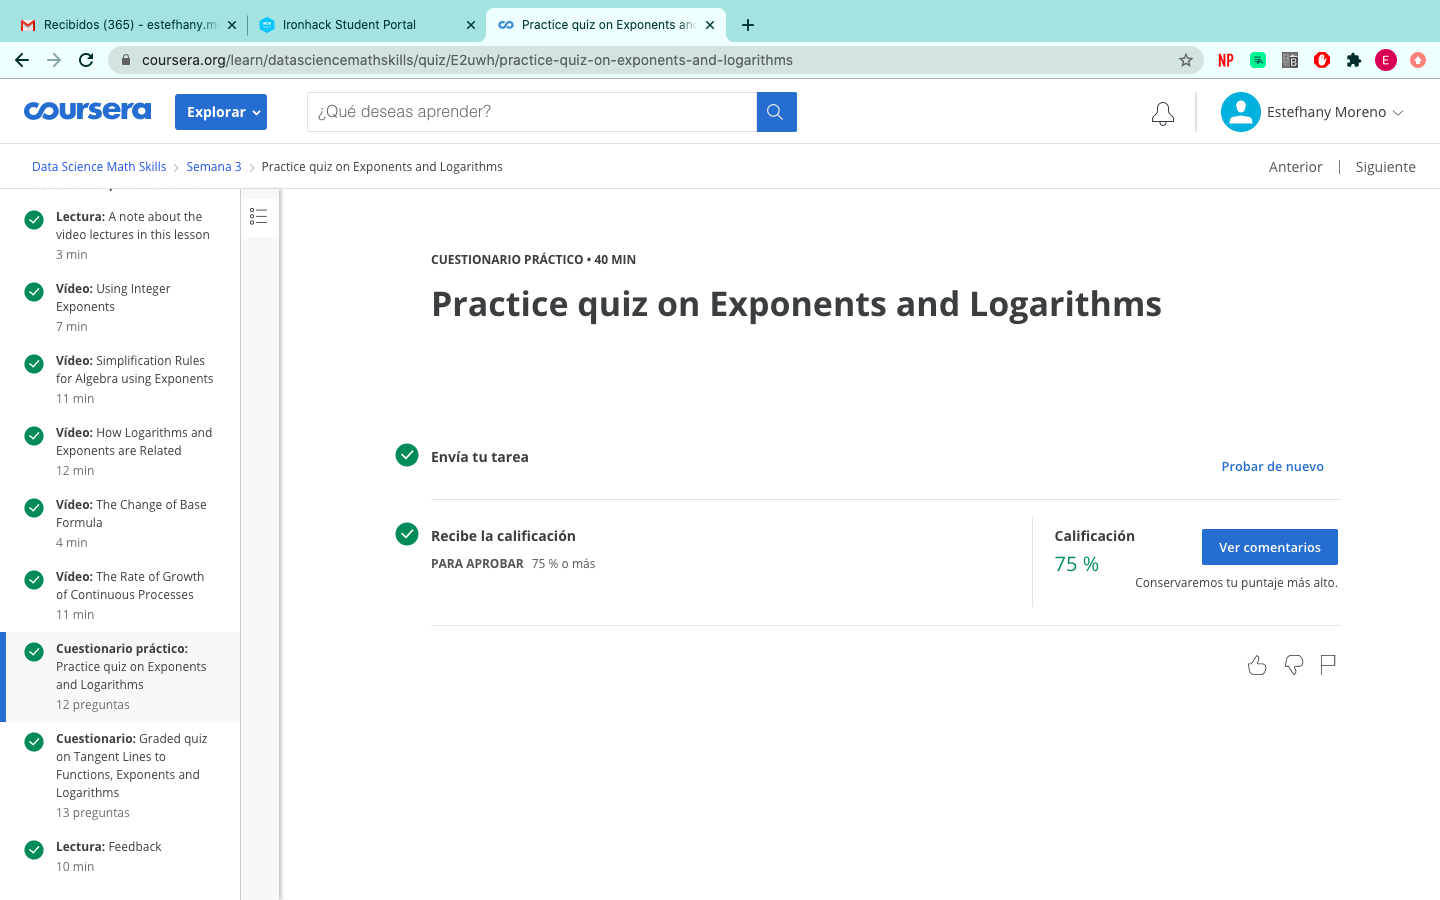 Recibidos (365) - estefhany.m
Ironhack Student Portal
Practice quiz on Exponents and
coursera.org/learn/datasciencemathskills/quiz/E2uwh/practice-quiz-on-exponents-and-logarithms
NP
E
coursera
Explorar
¿Qué deseas aprender?
Estefhany Moreno
Data Science Math Skills
Semana 3
Practice quiz on Exponents and Logarithms
Anterior
Siguiente
Lectura: A note about the
video lectures in this lesson
3 min
Vídeo: Using Integer
Exponents
7 min
Vídeo: Simplification Rules
for Algebra using Exponents
11 min
Vídeo: How Logarithms and
Exponents are Related
12 min
Vídeo: The Change of Base
Formula
4 min
Vídeo: The Rate of Growth
of Continuous Processes
11 min
Cuestionario práctico:
Practice quiz on Exponents
and Logarithms
12 preguntas
Cuestionario: Graded quiz
on Tangent Lines to
Functions, Exponents and
Logarithms
13 preguntas
Lectura: Feedback
10 min
CUESTIONARIO PRÁCTICO • 40 MIN
Practice quiz on Exponents and Logarithms
Envía tu tarea
Probar de nuevo
Recibe la calificación
PARA APROBAR 75 % o más
Calificación
75 %
Ver comentarios
Conservaremos tu puntaje más alto.